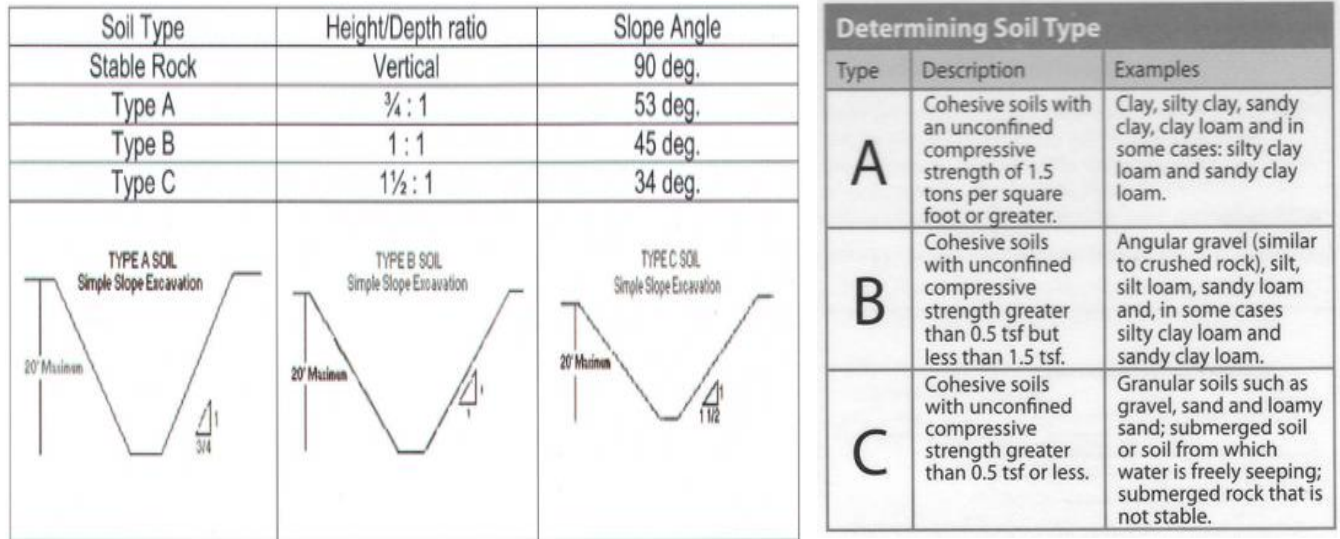 Soil Type Height/Depth ratio Slope Angle
Stable Rock Vertical 90 deg.
Type A ¾ : 1 53 deg.
Type B 1 : 1 45 deg.
Type C 1½ : 1 34 deg.
TYPE A SOIL
Simple Slope Excavation
20' Maximum
1
3/4
TYPE B SOIL
Simple Slope Excavation
20' Maximum
1
1
TYPE C SOIL
Simple Slope Excavation
20' Maximum
1
1 1/2
Determining Soil Type
Type Description Examples
A
Cohesive soils with
an unconfined
compressive
strength of 1.5
tons per square
foot or greater.
Clay, silty clay, sandy
clay, clay loam and in
some cases: silty clay
loam and sandy clay
loam.
B
Cohesive soils
with unconfined
compressive
strength greater
than 0.5 tsf but
less than 1.5 tsf.
Angular gravel (similar
to crushed rock), silt,
silt loam, sandy loam
and, in some cases
silty clay loam and
sandy clay loam.
C
Cohesive soils
with unconfined
compressive
strength greater
than 0.5 tsf or less.
Granular soils such as
gravel, sand and loamy
sand; submerged soil
or soil from which
water is freely seeping;
submerged rock that is
not stable.